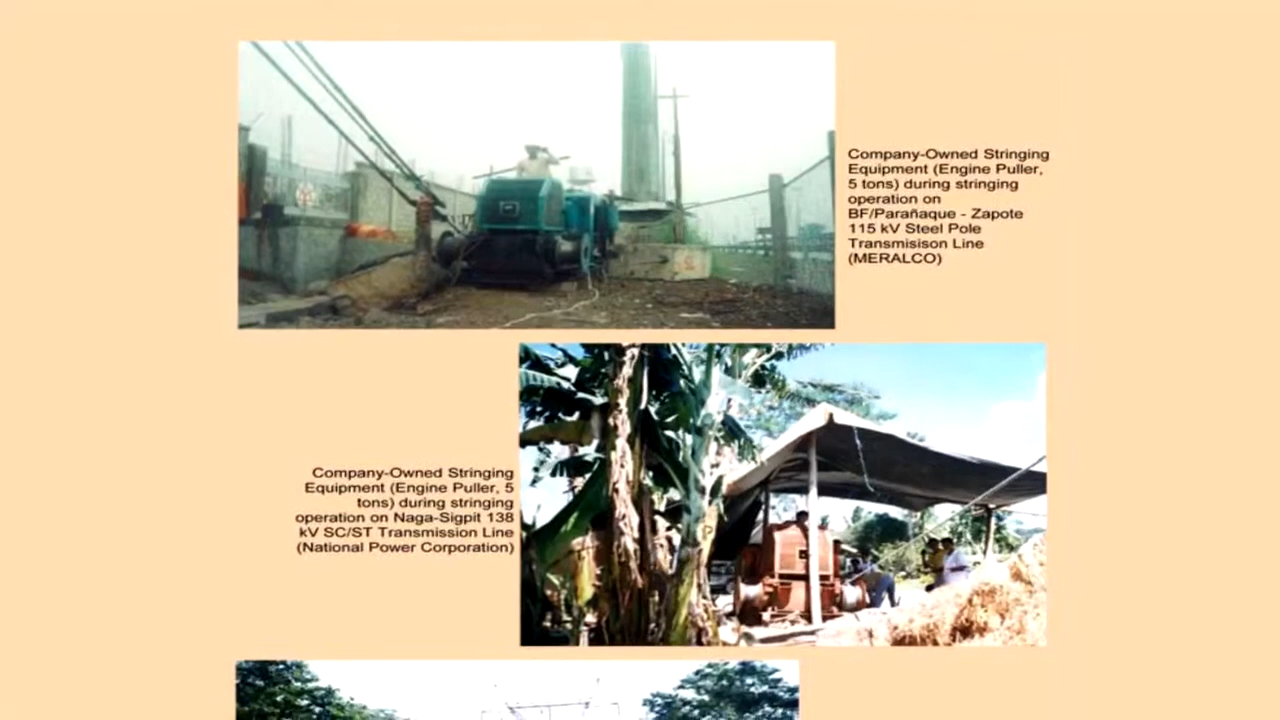 Company-Owned Stringing
Equipment (Engine Puller,
5 tons) during stringing
operation on
BF/Parañaque - Zapote
115 kV Steel Pole
Transmisison Line
(MERALCO)
Company-Owned Stringing
Equipment (Engine Puller, 5
tons) during stringing
operation on Naga-Sigpit 138
kV SC/ST Transmission Line
(National Power Corporation)